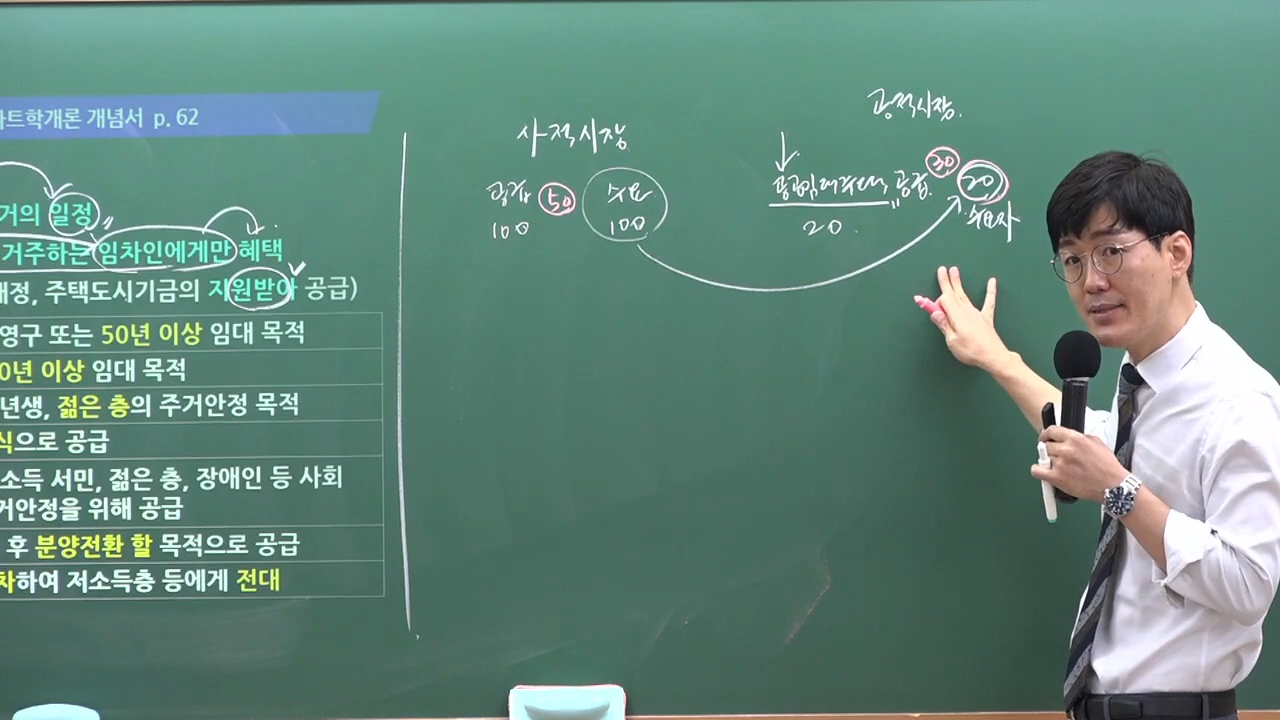 파트학개론 개념서 p. 62
거의 일정
거주하는 임차인에게만 혜택
재정, 주택도시기금의 지원받아 공급)
영구 또는 50년 이상 임대 목적
0년 이상 임대 목적
년생, 젊은 층의 주거안정 목적
식으로 공급
소득 서민, 젊은 층, 장애인 등 사회
거안정을 위해 공급
후 분양전환 할 목적으로 공급
차하여 저소득층 등에게 전대
사적시장
공급 50 수요
100 100
공적시장.
공공임대주택 공급. 30 20
20 수요자